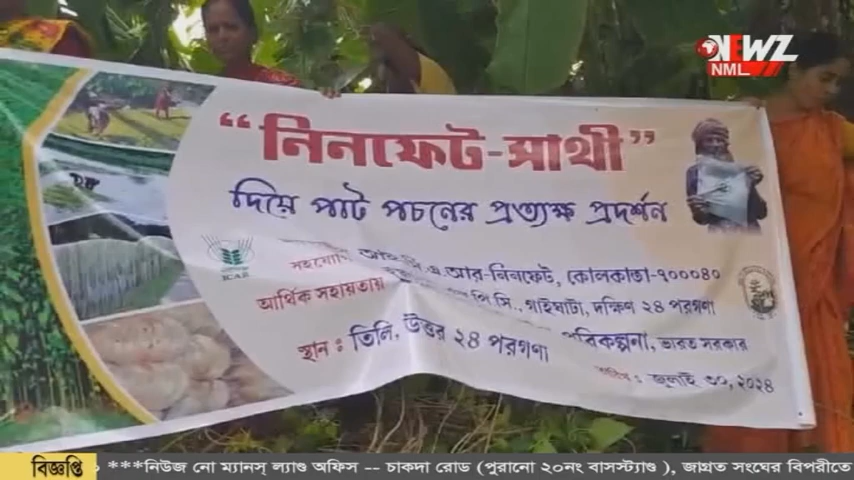 NEWZ
NML
“নিনফেট-সাথী”
দিয়ে পাট পচনের প্রত্যক্ষ প্রদর্শন
আই.সি.এ.আর-নিনফেট, কোলকাতা-৭০০০৪০
ICAR
আর্থিক সহায়তায়
পি.সি., গাইঘাটা, দক্ষিণ ২৪ পরগণা
পরিকল্পনা, ভারত সরকার
স্থান : তিলি, উত্তর ২৪ পরগণা
তারিখ : জুলাই ৩০, ২০২৪
বিজ্ঞপ্তি
***নিউজ নো ম্যানস্ ল্যাণ্ড অফিস -- চাকদা রোড (পুরানো ২০নং বাসস্ট্যাণ্ড ), জাগ্রত সংঘের বিপরীতে